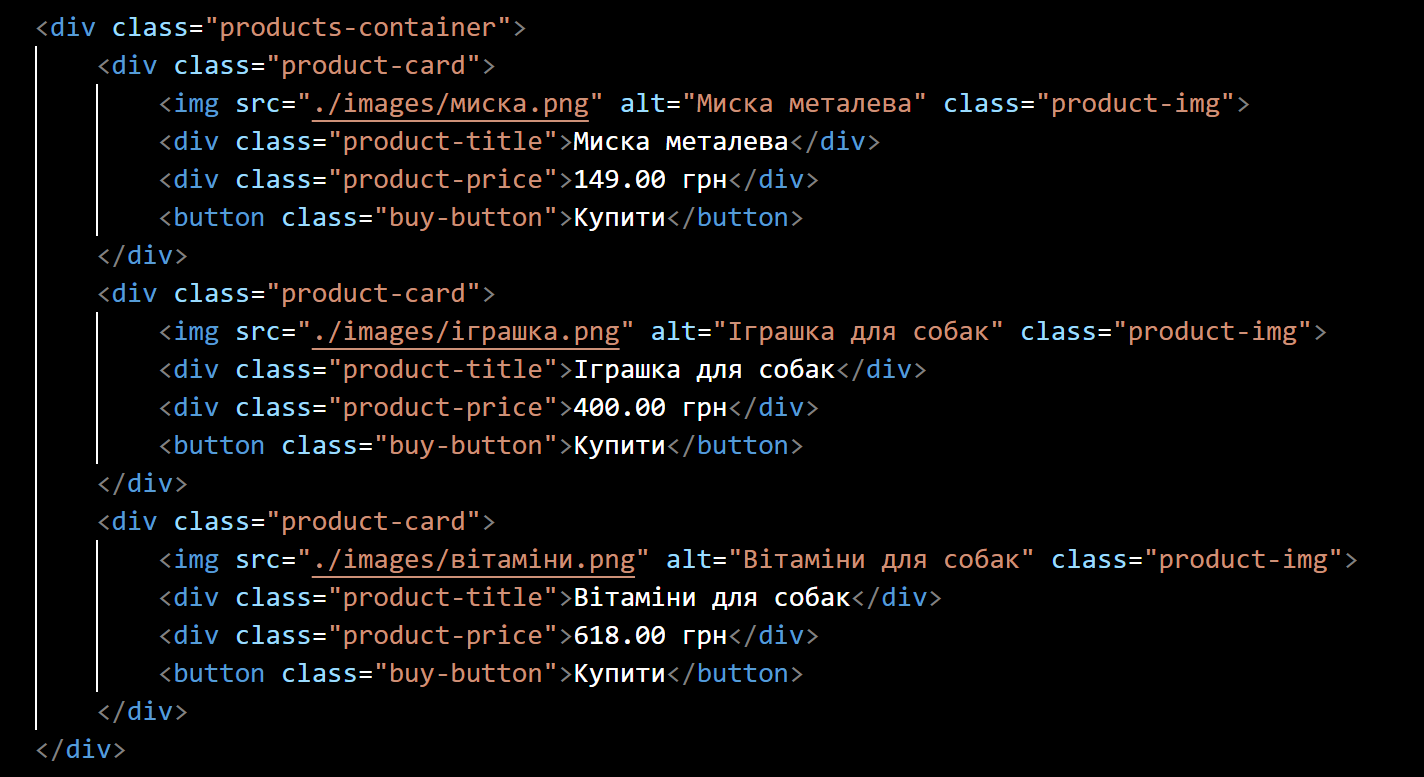 <div class="products-container">
<div class="product-card">
<img src="./images/миска.png" alt="Миска металева" class="product-img">
<div class="product-title">Миска металева</div>
<div class="product-price">149.00 грн</div>
<button class="buy-button">Купити</button>
</div>
<div class="product-card">
<img src="./images/іграшка.png" alt="Іграшка для собак" class="product-img">
<div class="product-title">Іграшка для собак</div>
<div class="product-price">400.00 грн</div>
<button class="buy-button">Купити</button>
</div>
<div class="product-card">
<img src="./images/вітаміни.png" alt="Вітаміни для собак" class="product-img">
<div class="product-title">Вітаміни для собак</div>
<div class="product-price">618.00 грн</div>
<button class="buy-button">Купити</button>
</div>
</div>